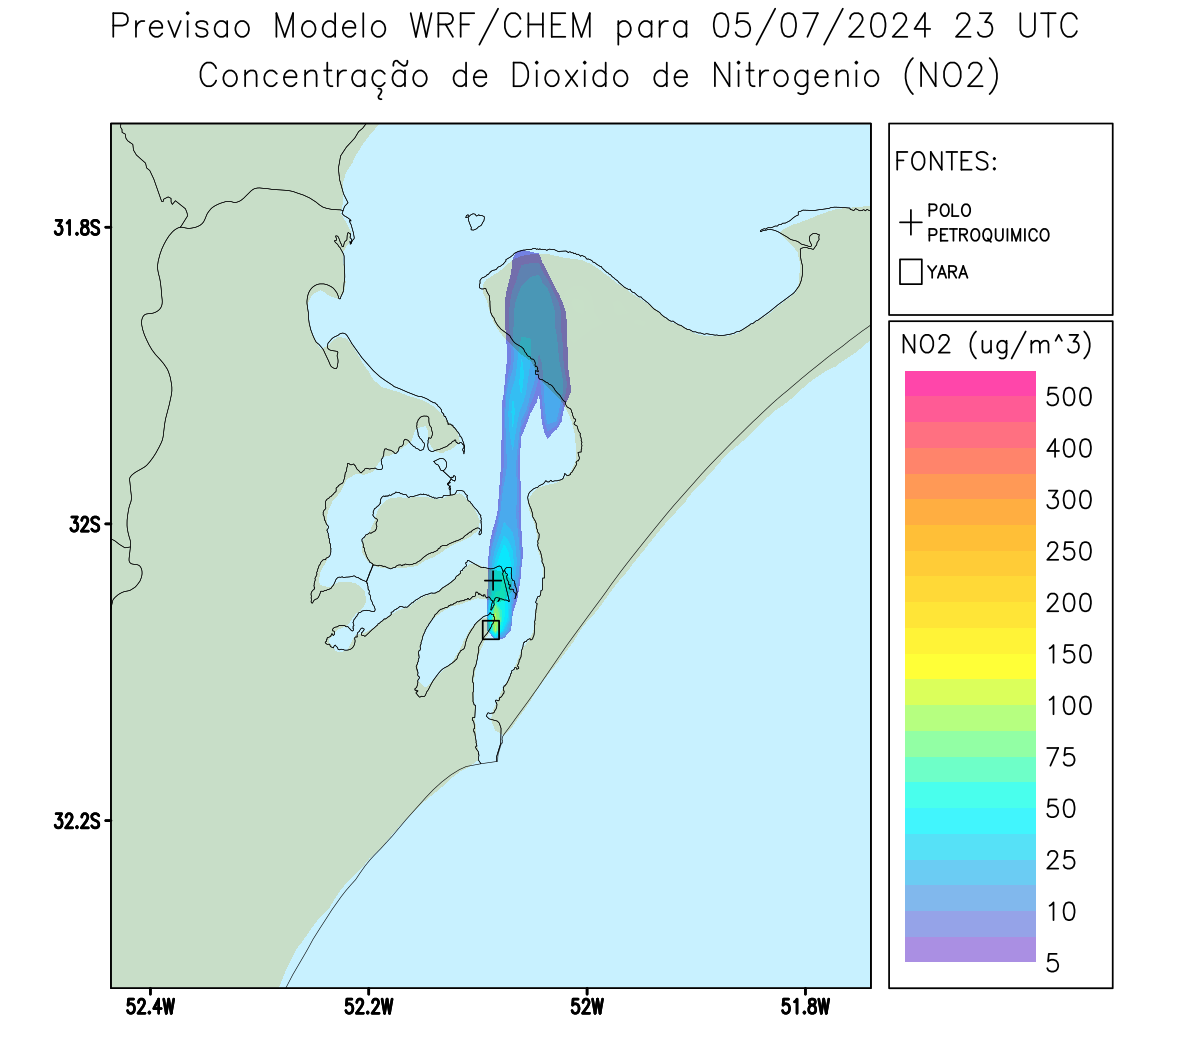 Previsao Modelo WRF/CHEM para 05/07/2024 23 UTC
Concentração de Dioxido de Nitrogenio (NO2)
FONTES:
POLO
PETROQUIMICO
YARA
31.8S
32S
32.2S
52.4W
52.2W
52W
51.8W
NO2 (ug/m^3)
500
400
300
250
200
150
100
75
50
25
10
5